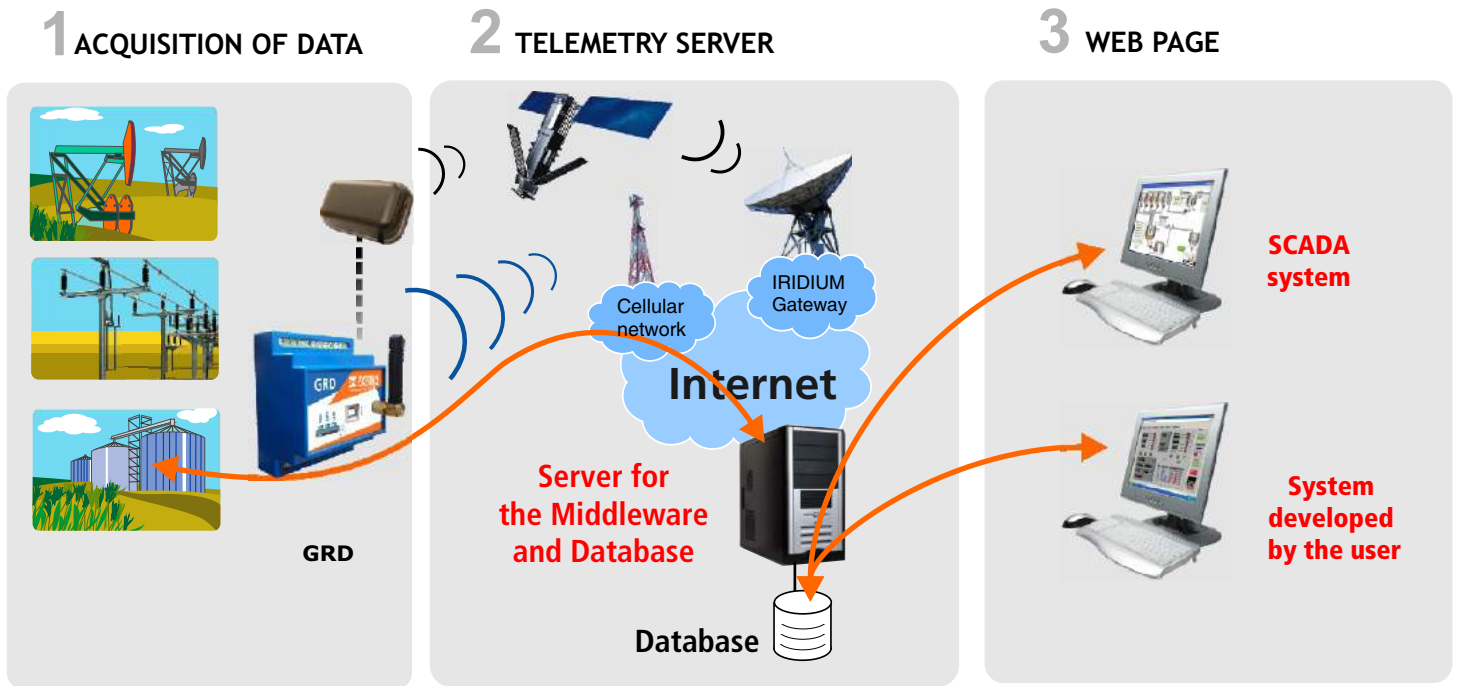 1 ACQUISITION OF DATA
2 TELEMETRY SERVER
3 WEB PAGE
GRD
GRD
Cellular
network
IRIDIUM
Gateway
Internet
Server for
the Middleware
and Database
Database
SCADA
system
System
developed
by the user